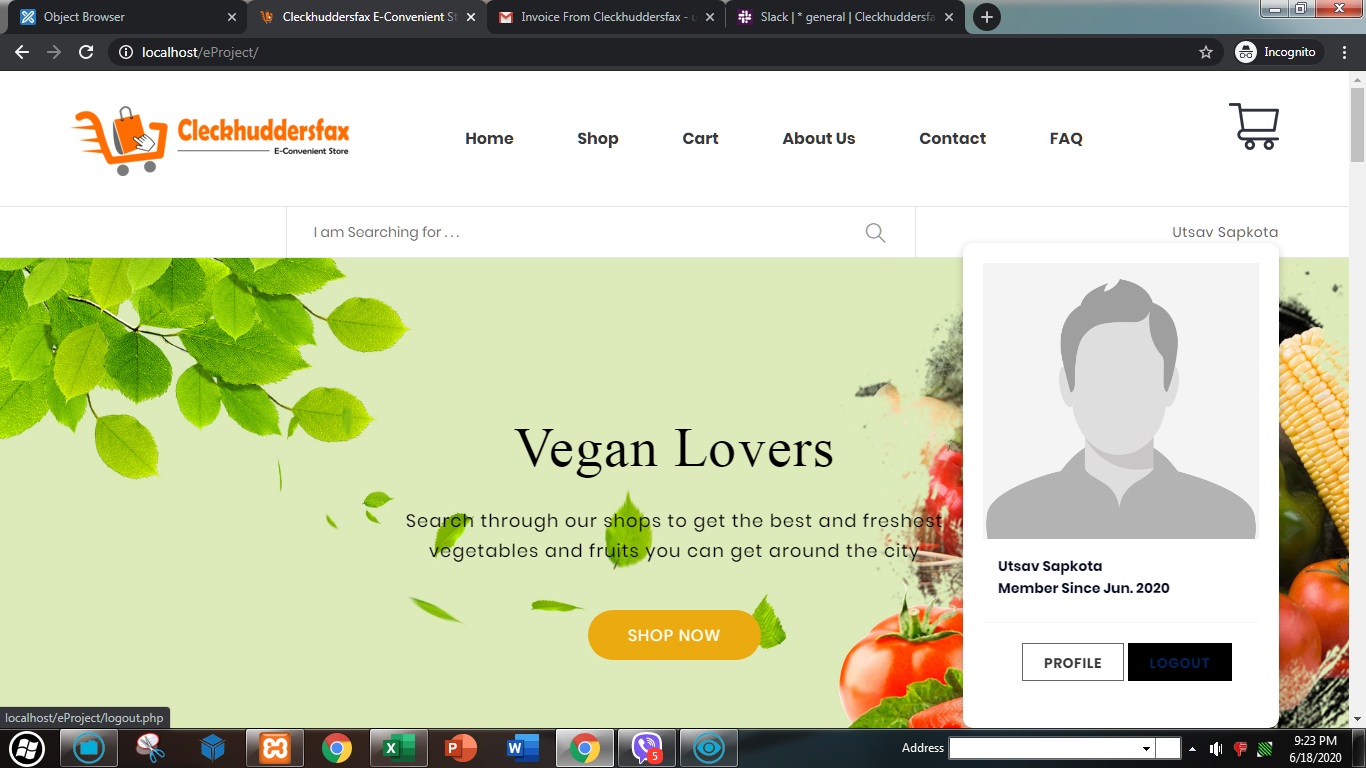 Object Browser
Cleckhuddersfax E-Convenient St
Invoice From Cleckhuddersfax - u
Slack | * general | Cleckhuddersfa
localhost/eProject/
Incognito
Cleckhuddersfax
E-Convenient Store
Home Shop Cart About Us Contact FAQ
I am Searching for . . .
Utsav Sapkota
Vegan Lovers
Search through our shops to get the best and freshest
vegetables and fruits you can get around the city
SHOP NOW
Utsav Sapkota
Member Since Jun. 2020
PROFILE LOGOUT
localhost/eProject/logout.php
5
Address
9:23 PM
6/18/2020